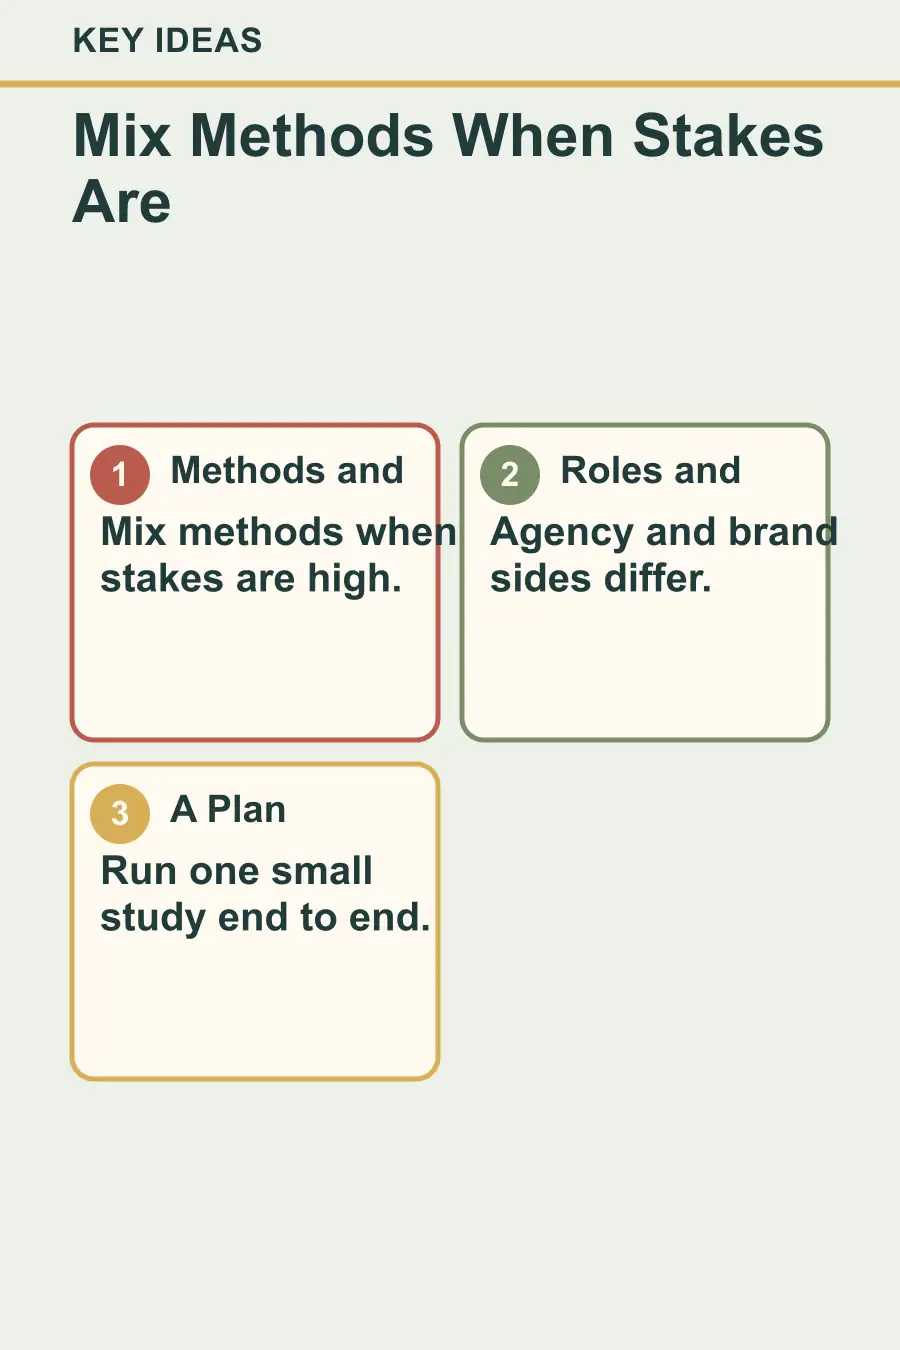 KEY IDEAS
Mix Methods When Stakes
Are
1 Methods and
Mix methods when
stakes are high.
2 Roles and
Agency and brand
sides differ.
3 A Plan
Run one small
study end to end.